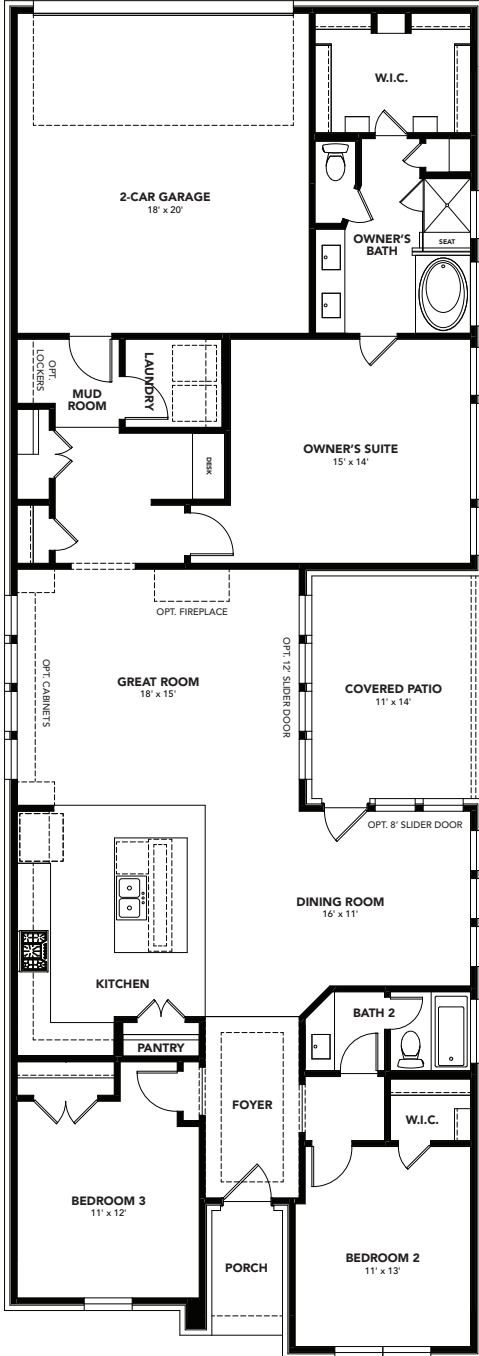 W.I.C.
2-CAR GARAGE
18' x 20'
OWNER'S
BATH
SEAT
OPT.
LOCKERS
MUD
ROOM
LAUNDRY
DESK
OWNER'S SUITE
15' x 14'
OPT. FIREPLACE
OPT. CABINETS
GREAT ROOM
18' x 15'
OPT. 12' SLIDER DOOR
COVERED PATIO
11' x 14'
OPT. 8' SLIDER DOOR
DINING ROOM
16' x 11'
KITCHEN
PANTRY
BATH 2
FOYER
W.I.C.
BEDROOM 3
11' x 12'
PORCH
BEDROOM 2
11' x 13'